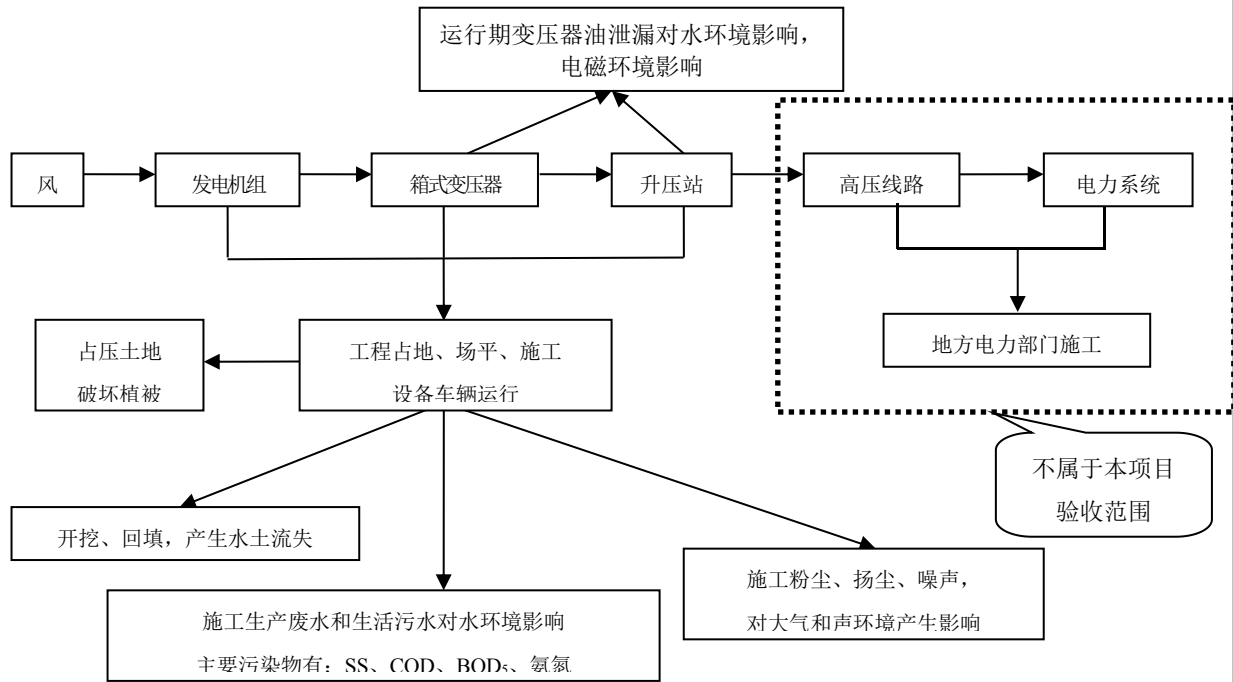 运行期变压器油泄漏对水环境影响，
电磁环境影响
风
发电机组
箱式变压器
升压站
高压线路
电力系统
占压土地
破坏植被
工程占地、场平、施工
设备车辆运行
地方电力部门施工
不属于本项目
验收范围
开挖、回填，产生水土流失
施工粉尘、扬尘、噪声，
对大气和声环境产生影响
施工生产废水和生活污水对水环境影响
主要污染物有：SS、COD、BOD₅、氨氮